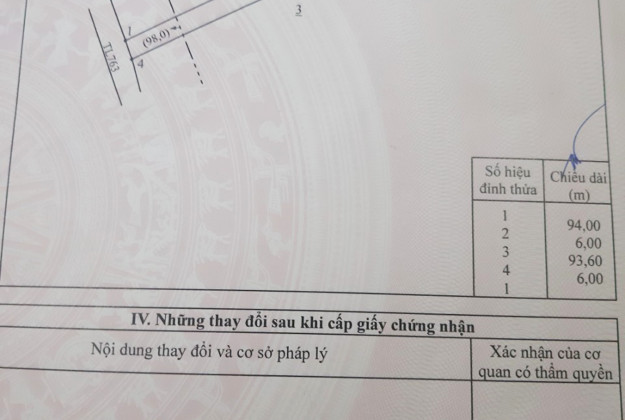 3
1
(98,0)
TL763
4
Số hiệu đỉnh thửa
Chiều dài (m)
1
94,00
2
6,00
3
93,60
4
6,00
1
IV. Những thay đổi sau khi cấp giấy chứng nhận
Nội dung thay đổi và cơ sở pháp lý
Xác nhận của cơ quan có thẩm quyền